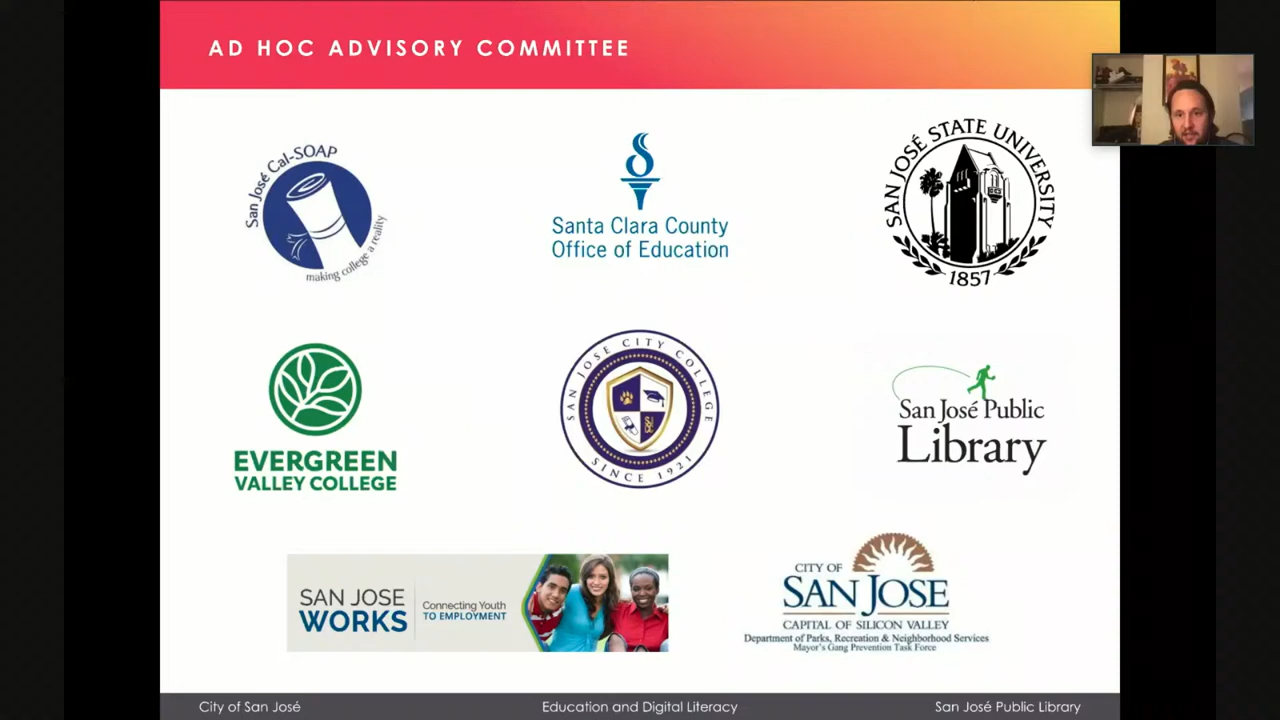 AD HOC ADVISORY COMMITTEE
San José Cal-SOAP
making college a reality
Santa Clara County
Office of Education
SAN JOSÉ STATE UNIVERSITY
1857
EVERGREEN
VALLEY COLLEGE
SAN JOSE CITY COLLEGE
SINCE 1921
San José Public
Library
SAN JOSE
WORKS
Connecting Youth
TO EMPLOYMENT
CITY OF
SAN JOSE
CAPITAL OF SILICON VALLEY
Department of Parks, Recreation & Neighborhood Services
Mayor's Gang Prevention Task Force
City of San José
Education and Digital Literacy
San José Public Library